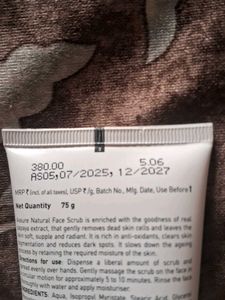 380.00 5.06
AS05,07/2025, 12/2027
MRP ₹ (incl. of all taxes), USP ₹/g, Batch No., Mfg. Date, Use Before↑
Net Quantity 75 g
Assure Natural Face Scrub is enriched with the goodness of real
papaya extract, that gently removes dead skin cells and leaves the
skin soft, supple and radiant. It is rich in anti-oxidants, clears skin
pigmentation and reduces dark spots. It slows down the ageing
process by retaining the required moisture of the skin.
Directions for use: Dispense a liberal amount of scrub and
spread evenly over hands. Gently massage the scrub on the face in
circular motion for approximately 5 to 10 minutes. Rinse the face
thoroughly with water and apply moisturiser.
INGREDIENTS: Aqua, Isopropyl Myristate, Stearic